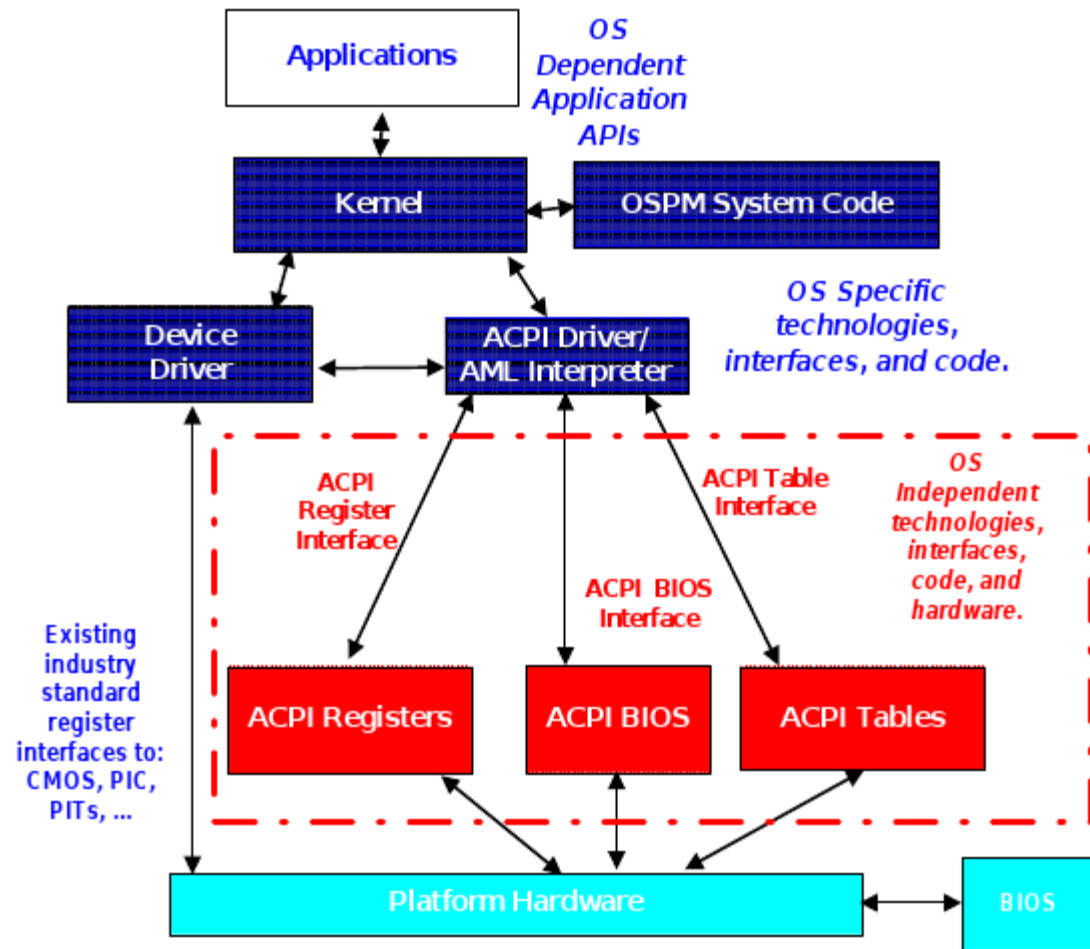 Applications
OS
Dependent
Application
APIs
Kernel
OSPM System Code
OS Specific
technologies,
interfaces, and code.
Device
Driver
ACPI Driver/
AML Interpreter
ACPI
Register
Interface
ACPI Table
Interface
OS
Independent
technologies,
interfaces,
code, and
hardware.
ACPI BIOS
Interface
Existing
industry
standard
register
interfaces to:
CMOS, PIC,
PITs, ...
ACPI Registers
ACPI BIOS
ACPI Tables
Platform Hardware
BIOS